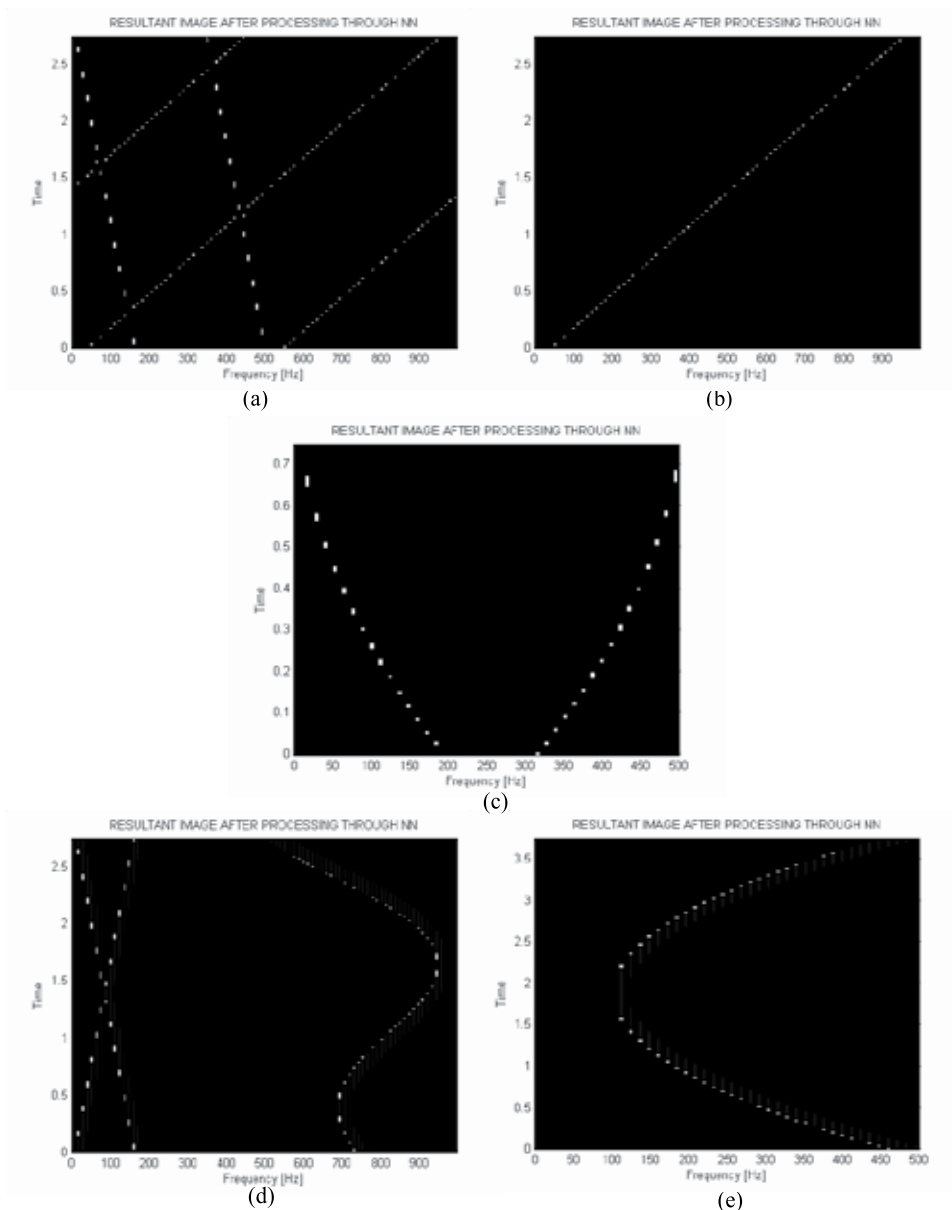 RESULTANT IMAGE AFTER PROCESSING THROUGH NN
RESULTANT IMAGE AFTER PROCESSING THROUGH NN
2.5
2
1.5
1
0.5
0
Time
0 100 200 300 400 500 600 700 800 900
Frequency [Hz]
(a)
2.5
2
1.5
1
0.5
0
Time
0 100 200 300 400 500 600 700 800 900
Frequency [Hz]
(b)
RESULTANT IMAGE AFTER PROCESSING THROUGH NN
0.7
0.6
0.5
0.4
0.3
0.2
0.1
0
Time
0 50 100 150 200 250 300 350 400 450 500
Frequency [Hz]
(c)
RESULTANT IMAGE AFTER PROCESSING THROUGH NN
RESULTANT IMAGE AFTER PROCESSING THROUGH NN
2.5
2
1.5
1
0.5
0
Time
0 100 200 300 400 500 600 700 800 900
Frequency [Hz]
(d)
3.5
3
2.5
2
1.5
1
0.5
0
Time
0 50 100 150 200 250 300 350 400 450 500
Frequency [Hz]
(e)